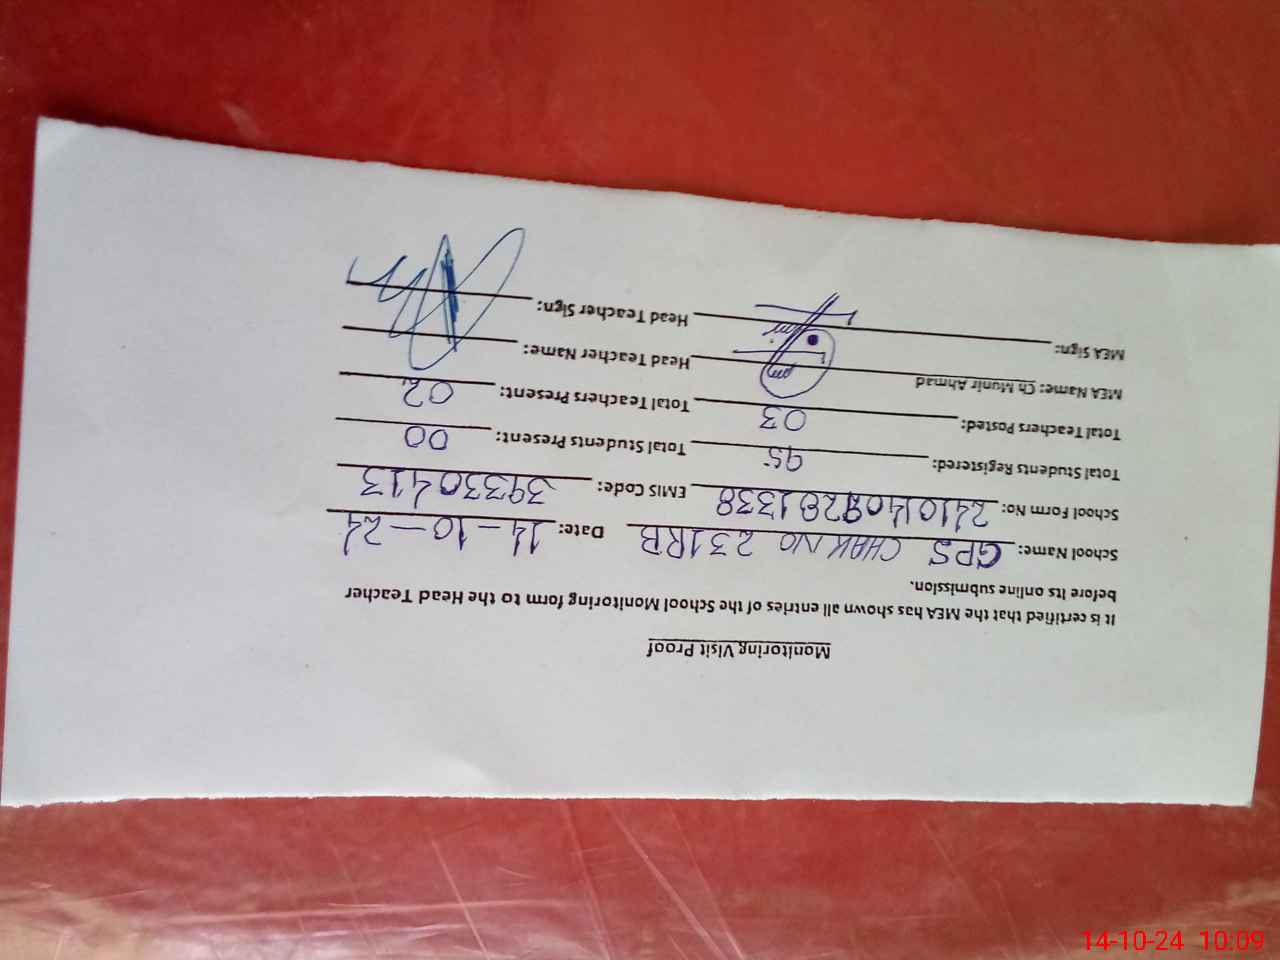 Monitoring Visit Proof
It is certified that the MEA has shown all entries of the School Monitoring form to the Head Teacher
before its online submission.
School Name: GPS CHAK NO 231RB Date: 14-10-24
School Form No: EMIS Code: 39330413
Total Students Registered: 95 Total Students Present: 00
Total Teachers Posted: 03 Total Teachers Present: 02
MEA Name: Ch Munir Ahmad Head Teacher Name:
MEA Sign: Head Teacher Sign:
14-10-24 10:09